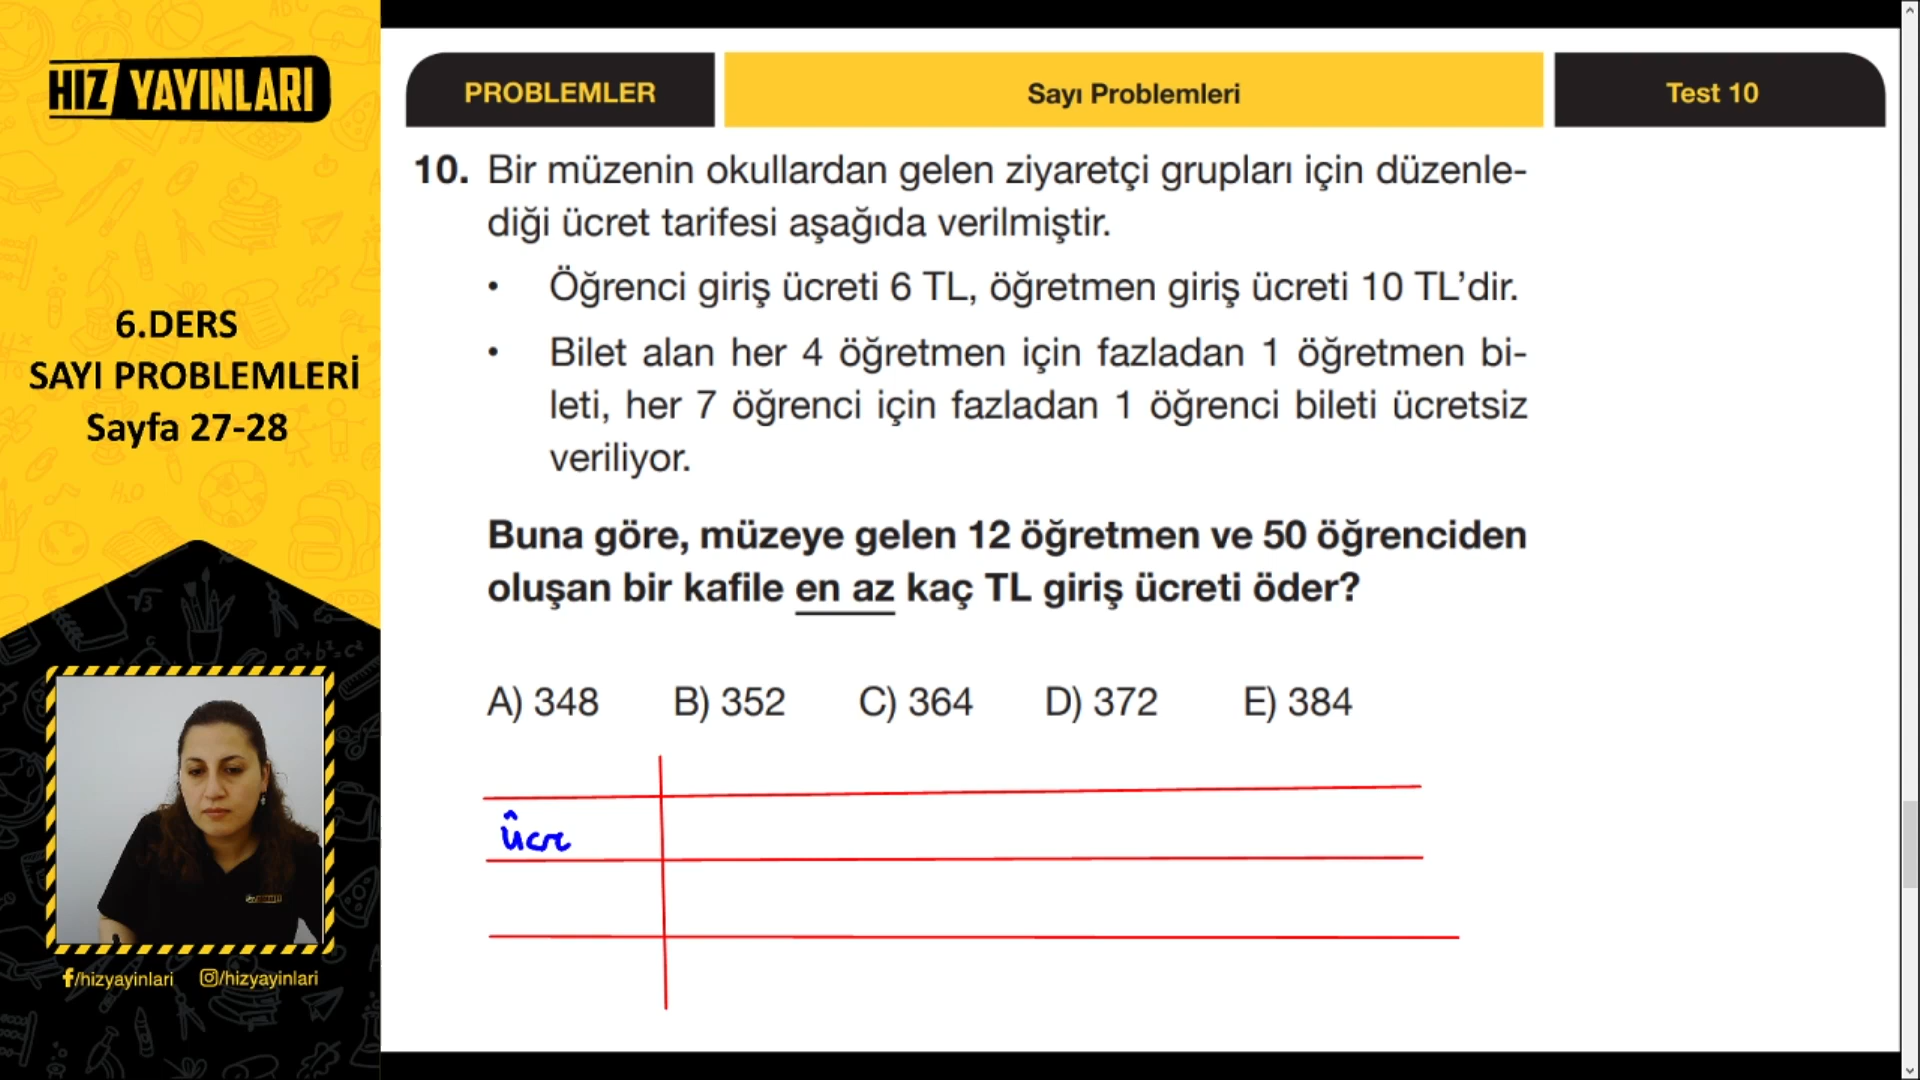 HIZ YAYINLARI
6.DERS
SAYI PROBLEMLERİ
Sayfa 27-28
f/hizyayinlari /hizyayinlari
PROBLEMLER
Sayı Problemleri
Test 10
10. Bir müzenin okullardan gelen ziyaretçi grupları için düzenle-
diği ücret tarifesi aşağıda verilmiştir.
• Öğrenci giriş ücreti 6 TL, öğretmen giriş ücreti 10 TL’dir.
• Bilet alan her 4 öğretmen için fazladan 1 öğretmen bi-
leti, her 7 öğrenci için fazladan 1 öğrenci bileti ücretsiz
veriliyor.
Buna göre, müzeye gelen 12 öğretmen ve 50 öğrenciden
oluşan bir kafile en az kaç TL giriş ücreti öder?
A) 348 B) 352 C) 364 D) 372 E) 384
ücre